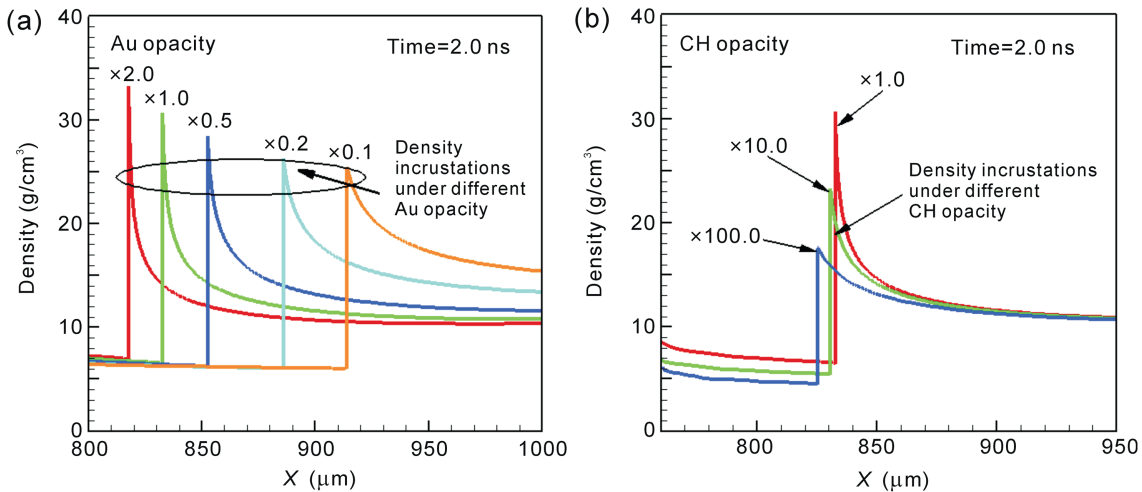 (a)
Au opacity
Time=2.0 ns
×2.0
×1.0
×0.5
×0.2
×0.1
Density
incrustations
under different
Au opacity
40
30
20
10
0
Density (g/cm³)
800
850
900
950
1000
X (μm)
(b)
CH opacity
Time=2.0 ns
×1.0
×10.0
×100.0
Density incrustations
under different
CH opacity
40
30
20
10
0
Density (g/cm³)
800
850
900
950
X (μm)